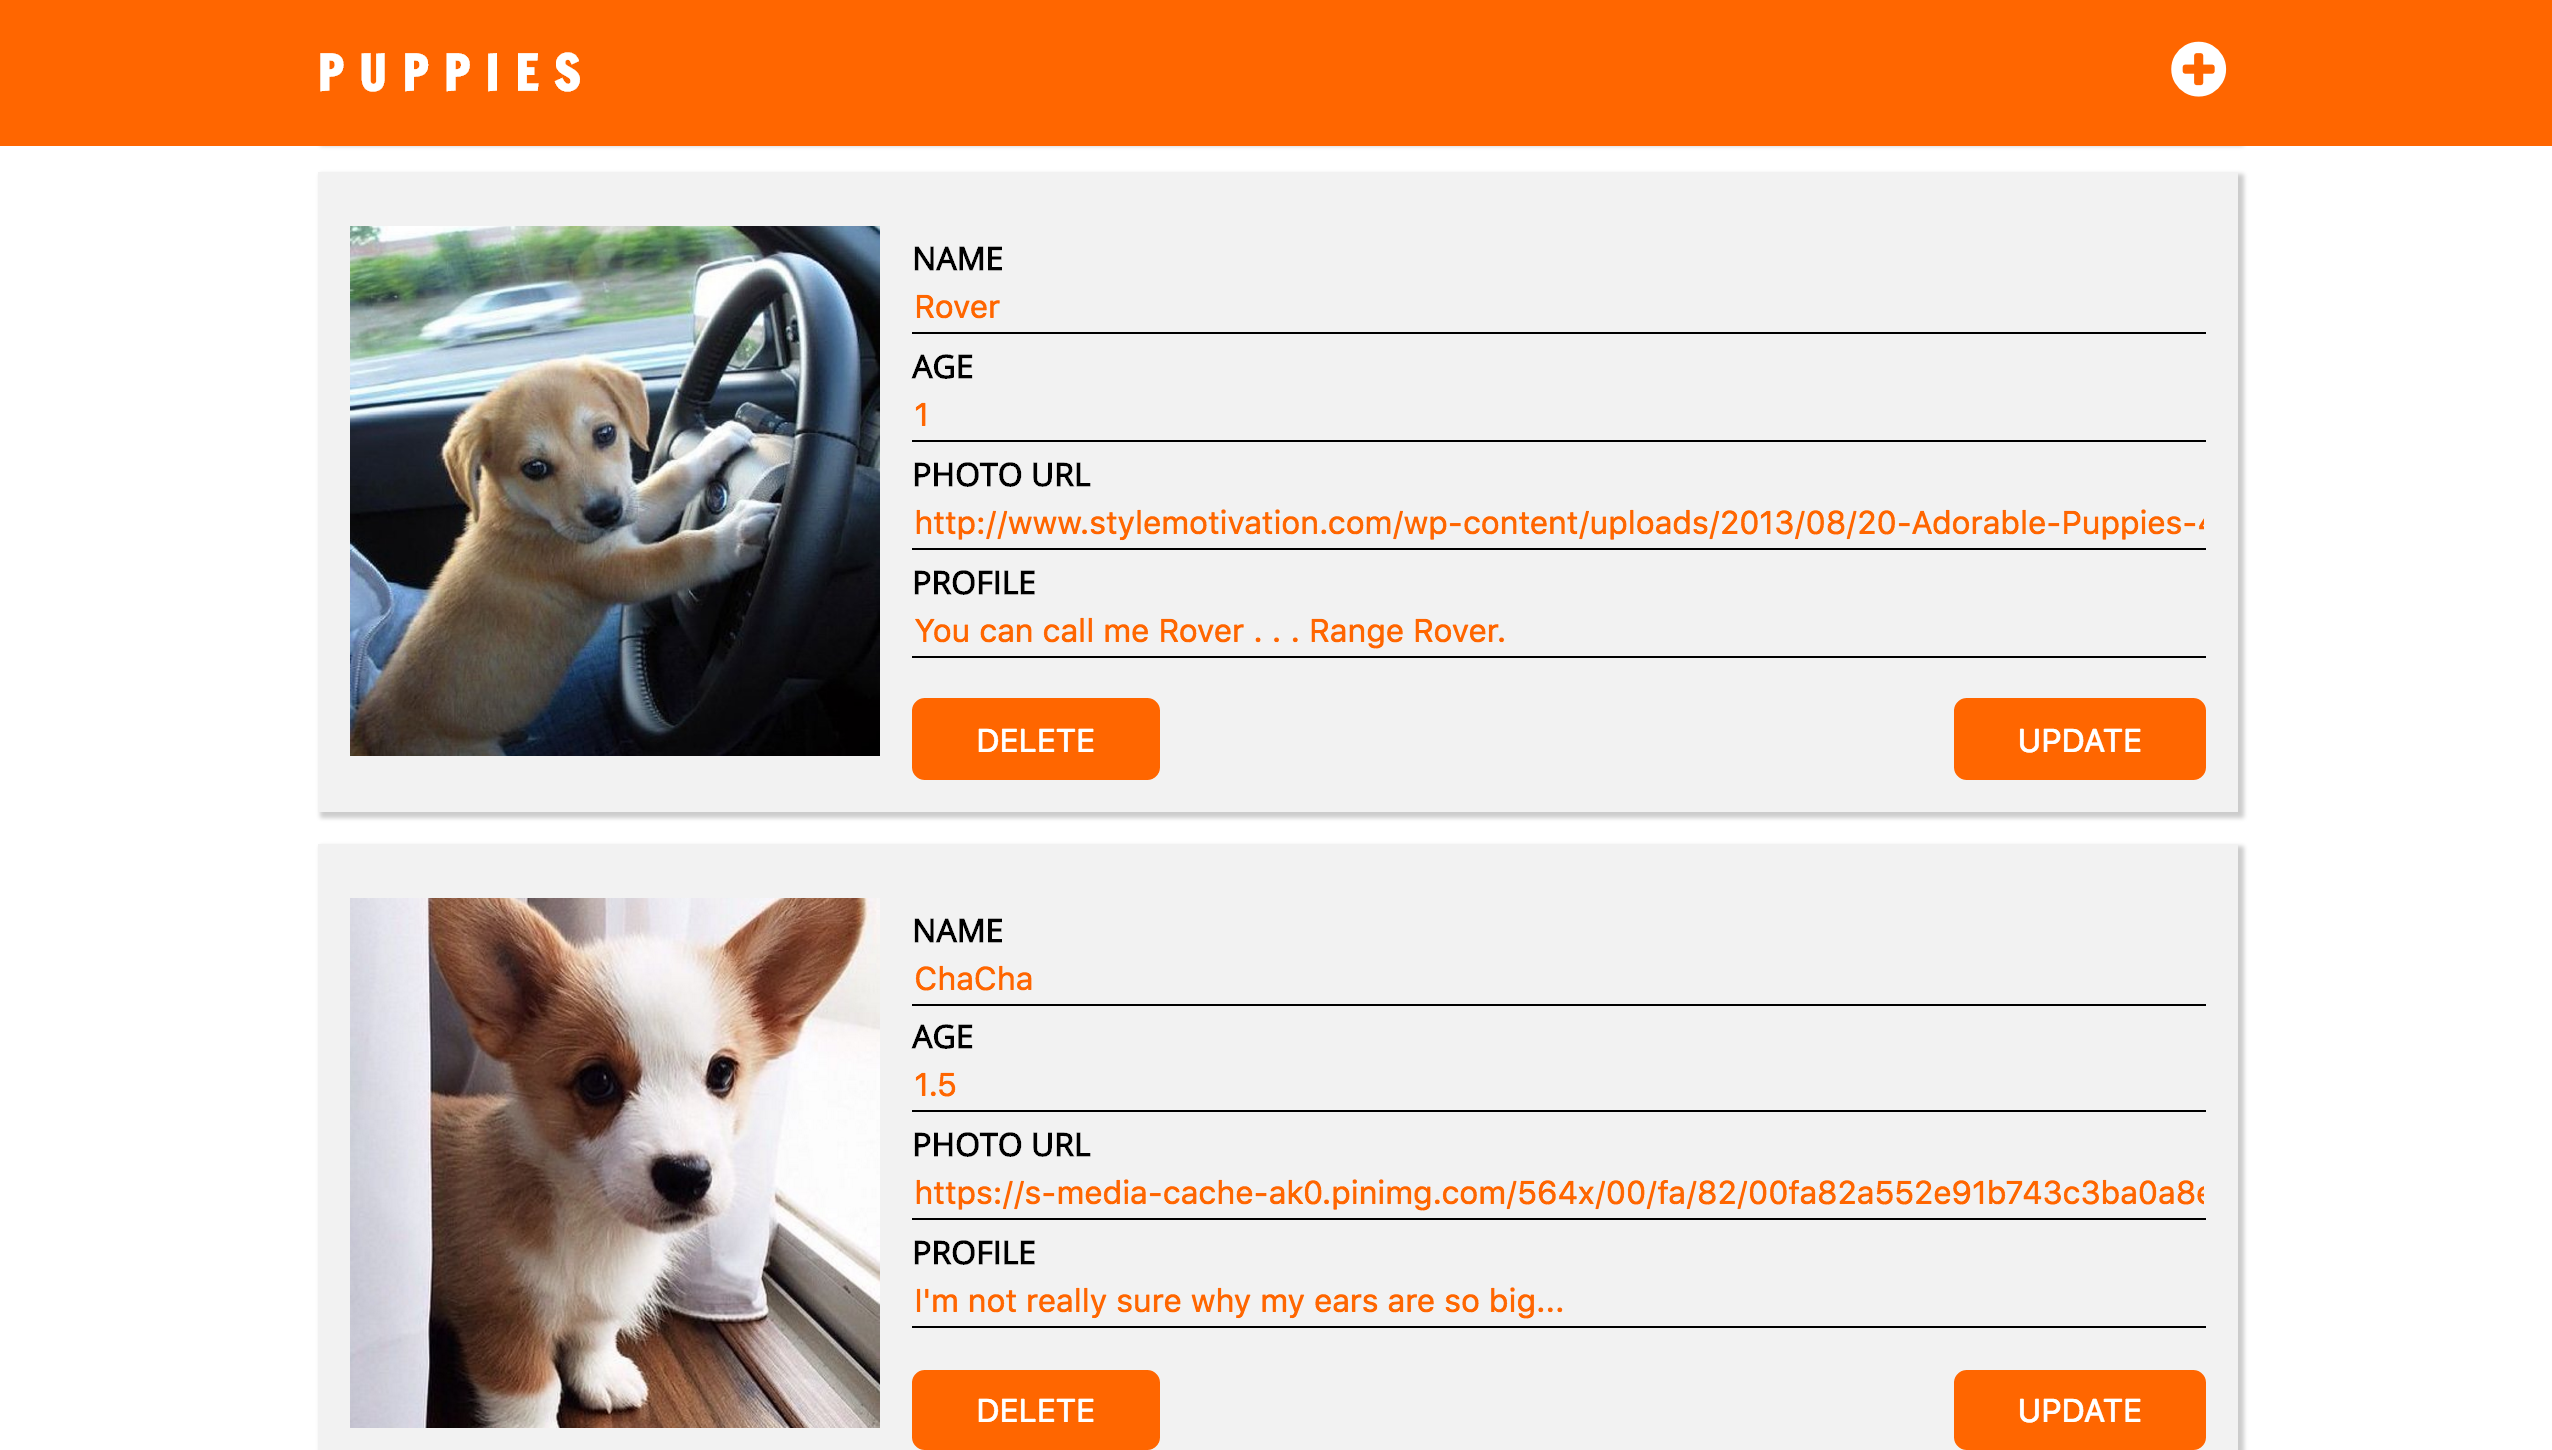 PUPPIES
NAME
Rover
AGE
1
PHOTO URL
http://www.stylemotivation.com/wp-content/uploads/2013/08/20-Adorable-Puppies-
PROFILE
You can call me Rover . . . Range Rover.
DELETE UPDATE
NAME
ChaCha
AGE
1.5
PHOTO URL
https://s-media-cache-ak0.pinimg.com/564x/00/fa/82/00fa82a552e91b743c3ba0a8
PROFILE
I'm not really sure why my ears are so big...
DELETE UPDATE